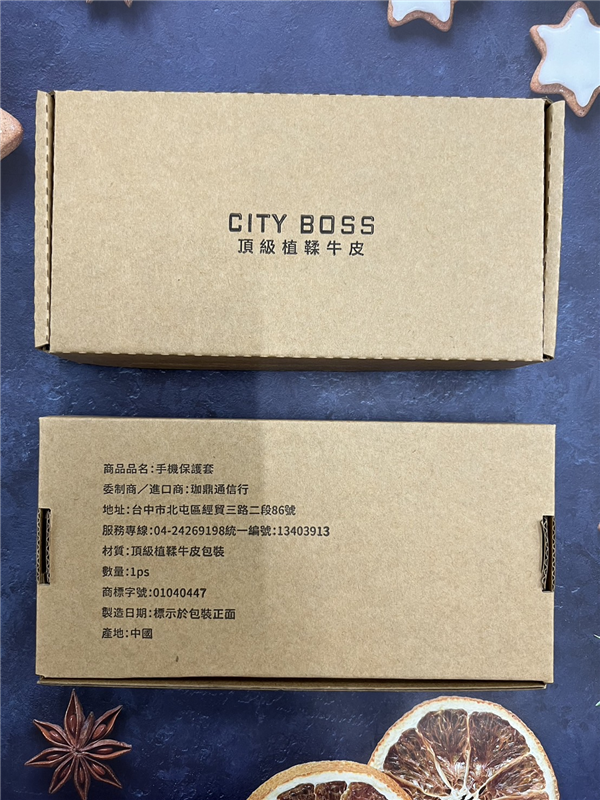 CITY BOSS
頂級植鞣牛皮
商品品名:手機保護套
委制商／進口商:珈鼎通信行
地址:台中市北屯區經貿三路二段86號
服務專線:04-24269198統一編號:13403913
材質:頂級植鞣牛皮包裝
數量:1ps
商標字號:01040447
製造日期:標示於包裝正面
產地:中國